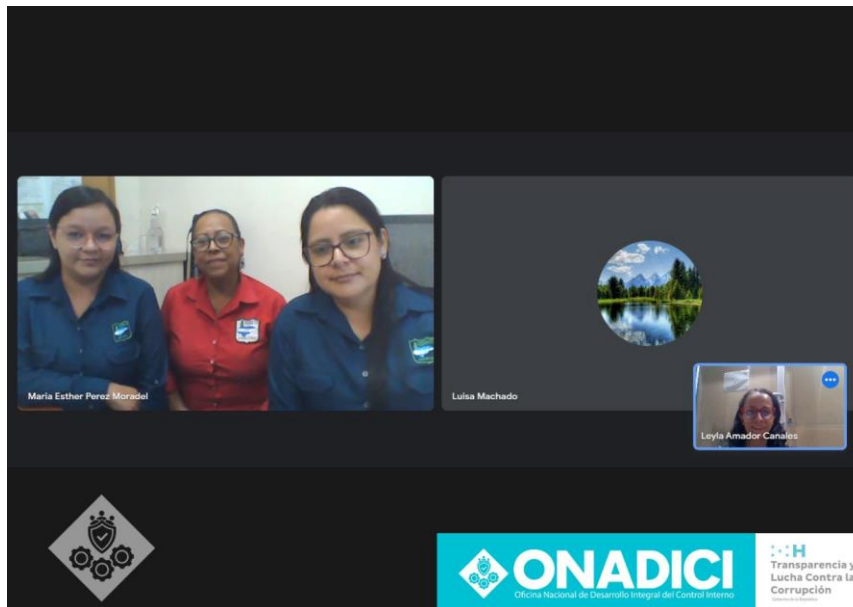 Maria Esther Perez Moradel
Luisa Machado
Leyla Amador Canales
ONADICI
Oficina Nacional de Desarrollo Integral del Control Interno
H
Transparencia y
Lucha Contra la
Corrupción